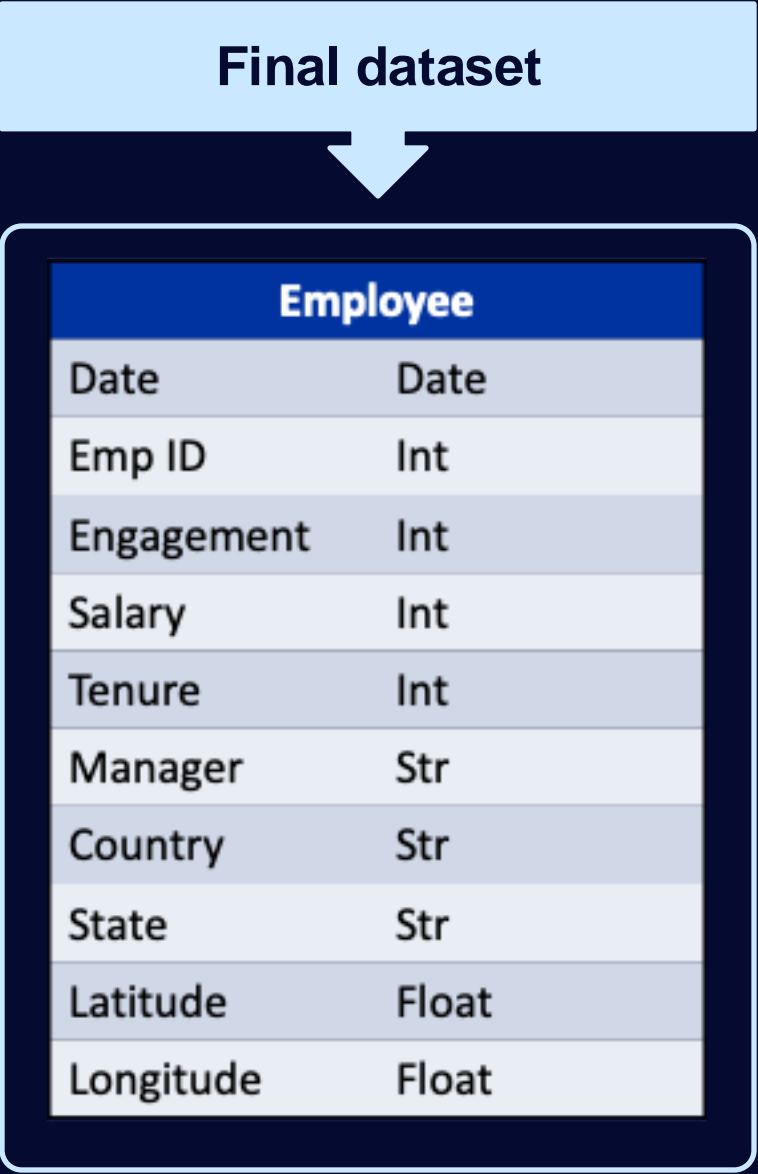 Final dataset
Employee
Date Date
Emp ID Int
Engagement Int
Salary Int
Tenure Int
Manager Str
Country Str
State Str
Latitude Float
Longitude Float